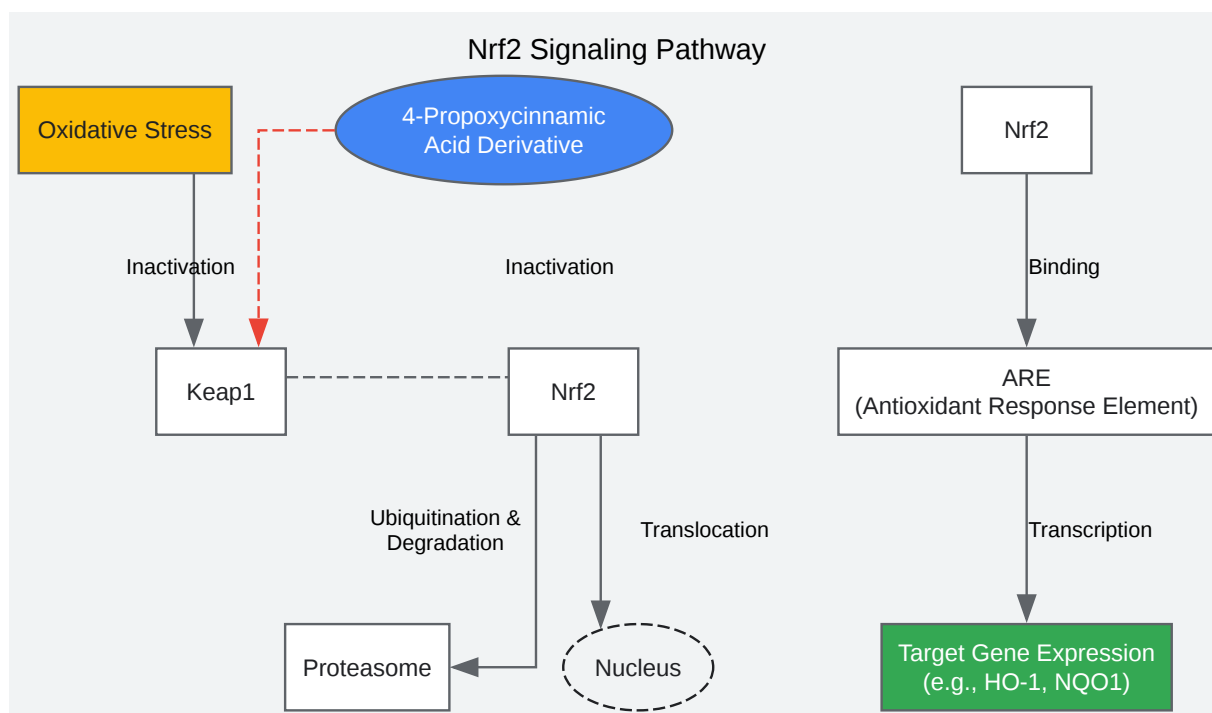 Nrf2 Signaling Pathway
Oxidative Stress
4-Propoxycinnamic
Acid Derivative
Nrf2
Inactivation
Inactivation
Binding
Keap1
Nrf2
ARE
(Antioxidant Response Element)
Ubiquitination &
Degradation
Translocation
Transcription
Proteasome
Nucleus
Target Gene Expression
(e.g., HO-1, NQO1)